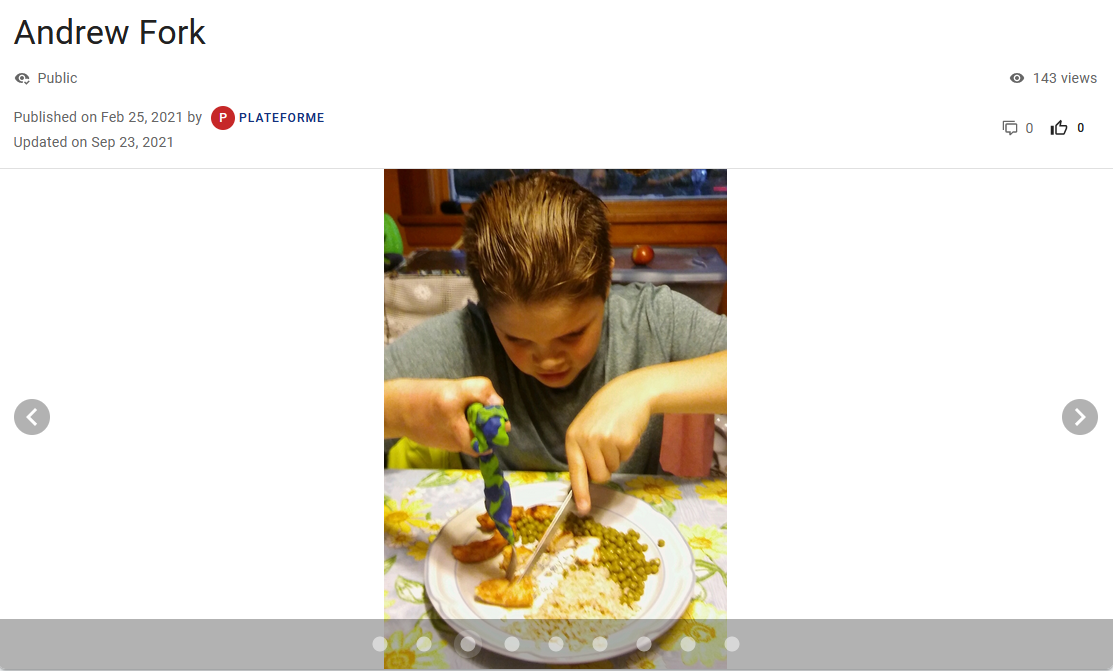 Andrew Fork
Public
143 views
Published on Feb 25, 2021 by P PLATEFORME
0 0
Updated on Sep 23, 2021